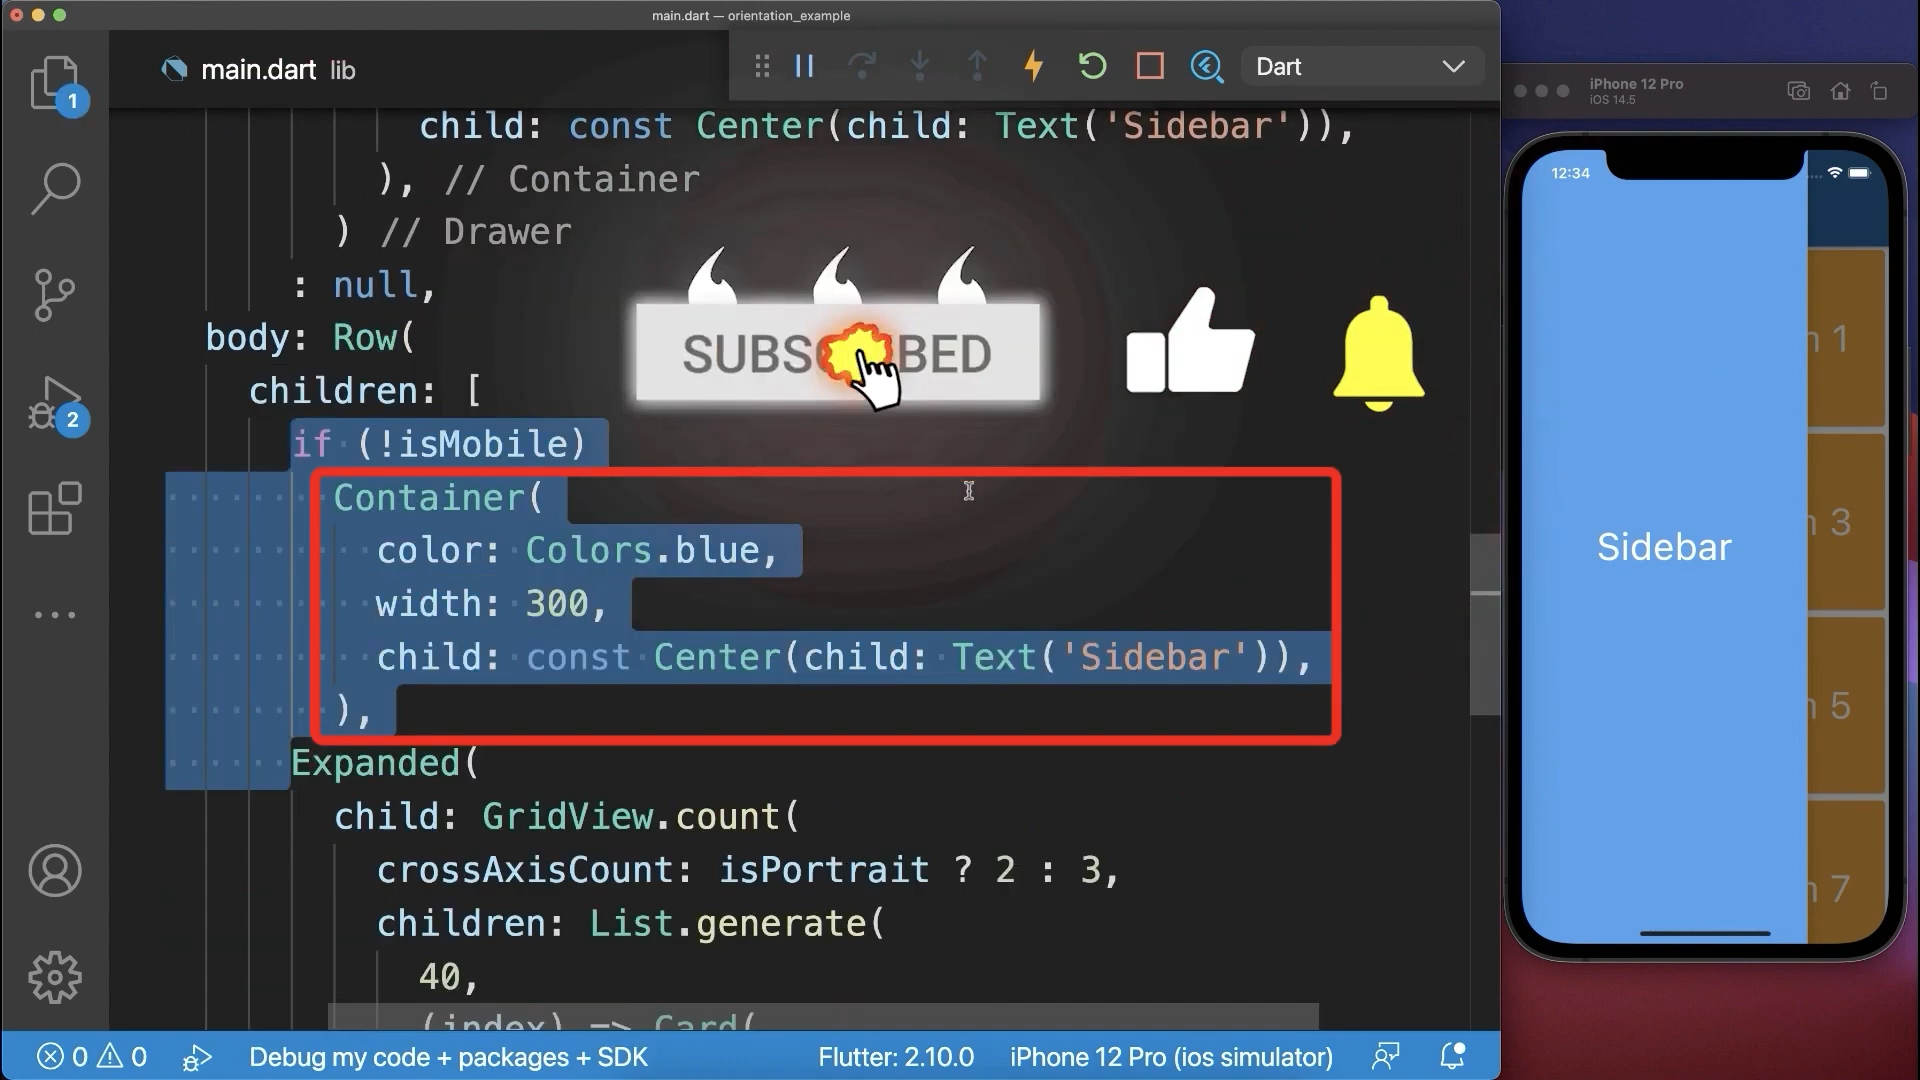 main.dart — orientation_example
main.dart lib
Dart
1
2
child: const Center(child: Text('Sidebar')),
), // Container
) // Drawer
: null,
body: Row(
children: [
if (!isMobile)
Container(
color: Colors.blue,
width: 300,
child: const Center(child: Text('Sidebar')),
),
Expanded(
child: GridView.count(
crossAxisCount: isPortrait ? 2 : 3,
children: List.generate(
40,
(index) => Card(
0 0
Debug my code + packages + SDK
Flutter: 2.10.0
iPhone 12 Pro (ios simulator)
iPhone 12 Pro
iOS 14.5
12:34
Sidebar
1
3
5
7